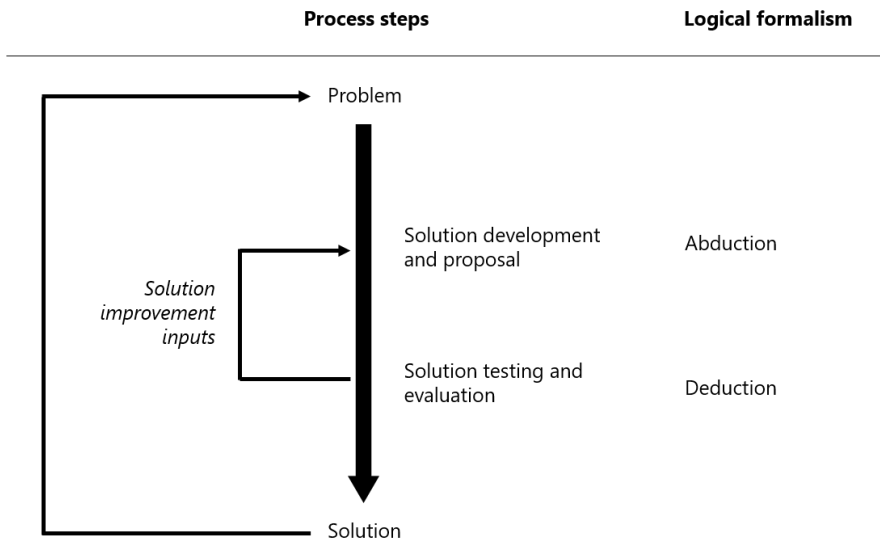 Process steps
Logical formalism
Problem
Solution development
and proposal
Abduction
Solution
improvement
inputs
Solution testing and
evaluation
Deduction
Solution